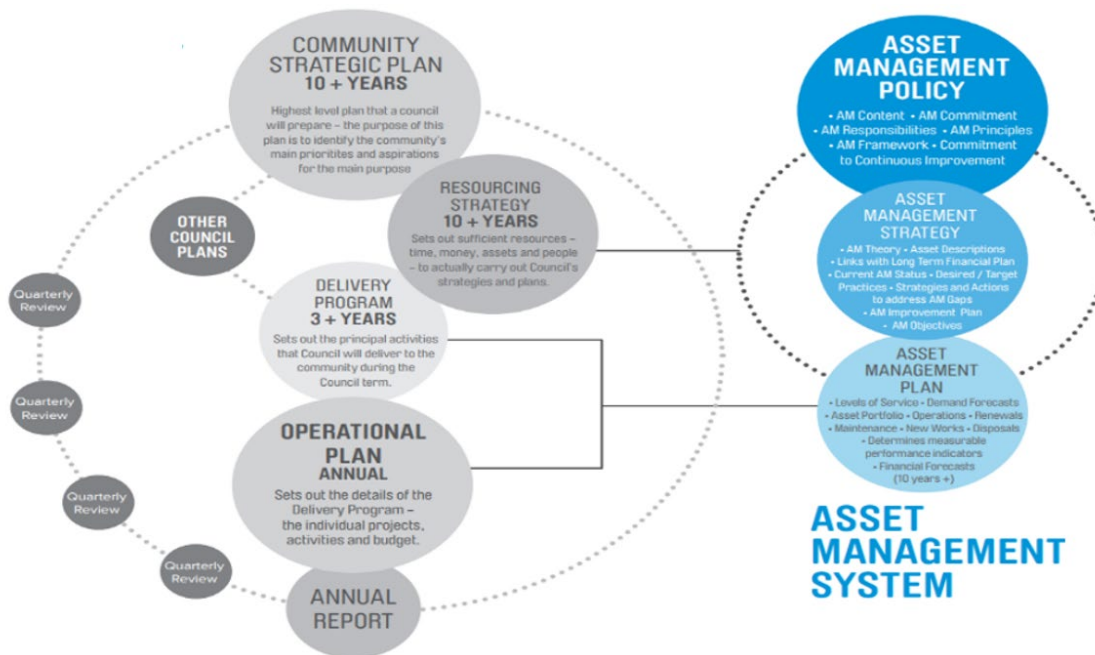 COMMUNITY
STRATEGIC PLAN
10 + YEARS
Highest level plan that a council
will prepare – the purpose of this
plan is to identify the community's
main prioritites and aspirations
for the main purpose
RESOURCING
STRATEGY
10 + YEARS
Sets out sufficient resources –
time, money, assets and people
– to actually carry out Council's
strategies and plans.
OTHER
COUNCIL
PLANS
DELIVERY
PROGRAM
3 + YEARS
Sets out the principal activities
that Council will deliver to the
community during the
Council term.
OPERATIONAL
PLAN
ANNUAL
Sets out the details of the
Delivery Program –
the individual projects,
activities and budget.
ANNUAL
REPORT
Quarterly
Review
Quarterly
Review
Quarterly
Review
Quarterly
Review
ASSET
MANAGEMENT
POLICY
• AM Content • AM Commitment
• AM Responsibilities • AM Principles
• AM Framework • Commitment
to Continuous Improvement
ASSET
MANAGEMENT
STRATEGY
• AM Theory • Asset Descriptions
• Links with Long Term Financial Plan
• Current AM Status • Desired / Target
Practices • Strategies and Actions
to address AM Gaps
• AM Improvement Plan
• AM Objectives
ASSET
MANAGEMENT
PLAN
• Levels of Service • Demand Forecasts
• Asset Portfolio • Operations • Renewals
• Maintenance • New Works • Disposals
• Determines measurable
performance indicators
• Financial Forecasts
(10 years +)
ASSET
MANAGEMENT
SYSTEM